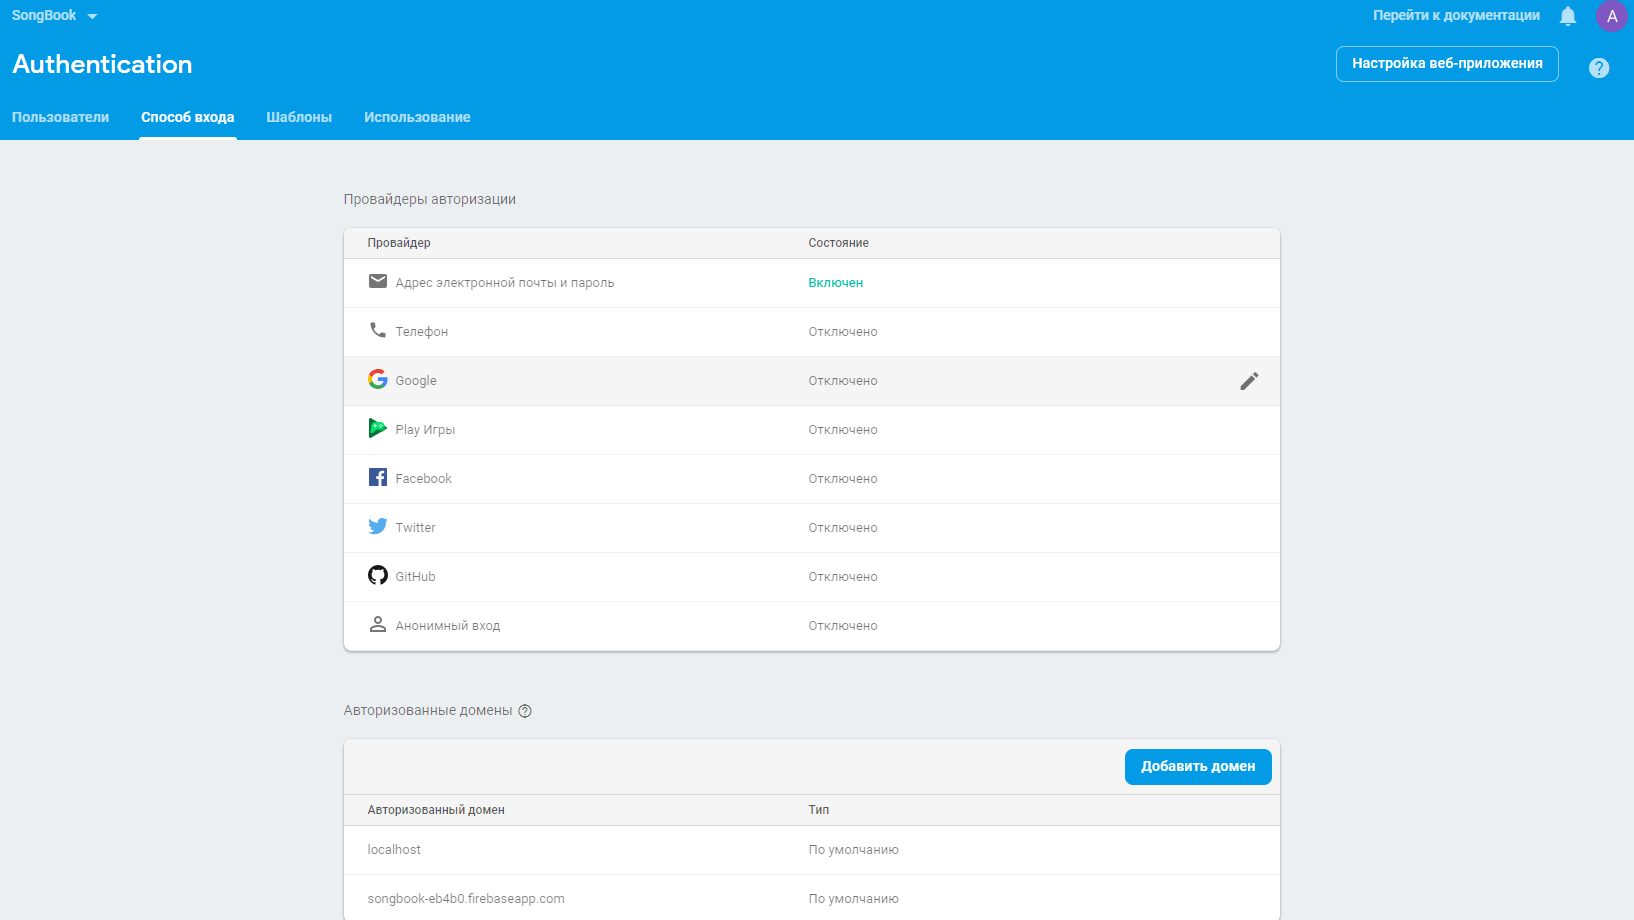 SongBook
Перейти к документации
A
Authentication
Настройка веб-приложения
?
Пользователи Способ входа Шаблоны Использование
Провайдеры авторизации
Провайдер Состояние
Адрес электронной почты и пароль Включен
Телефон Отключено
Google Отключено
Play Игры Отключено
Facebook Отключено
Twitter Отключено
GitHub Отключено
Анонимный вход Отключено
Авторизованные домены ?
Добавить домен
Авторизованный домен Тип
localhost По умолчанию
songbook-eb4b0.firebaseapp.com По умолчанию